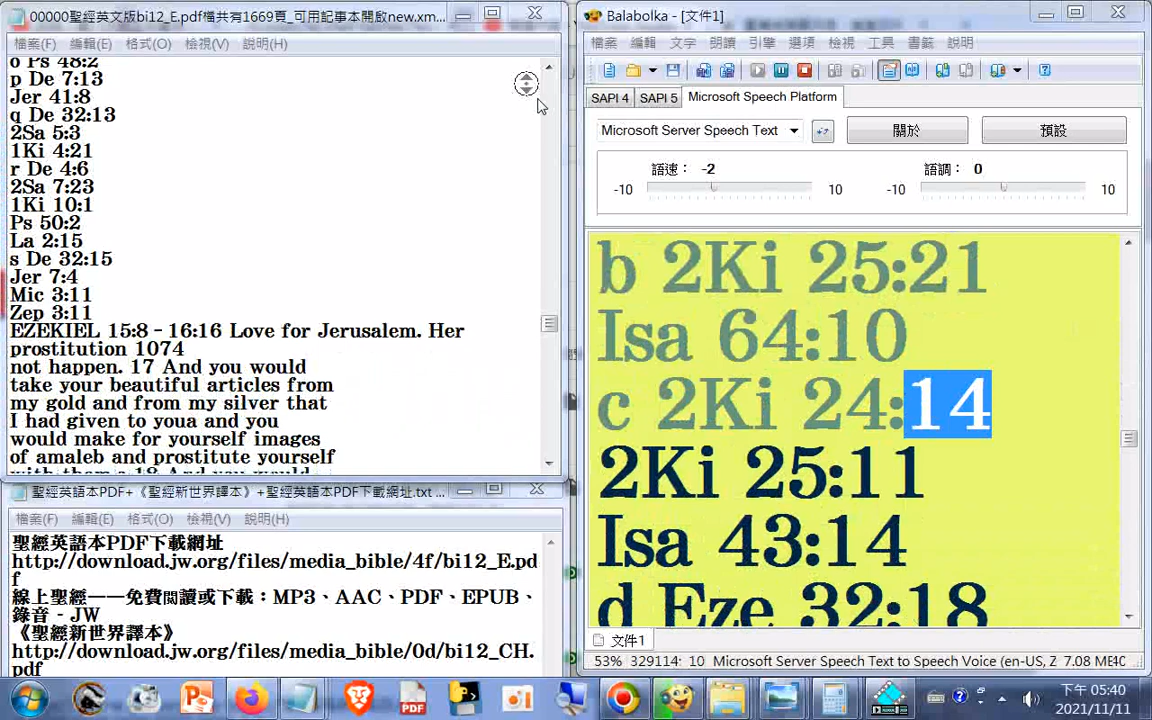 00000聖經英文版bi12_E.pdf檔共有1669頁_可用記事本開啟new.xm...
檔案(F) 編輯(E) 格式(O) 檢視(V) 說明(H)
o Ps 48:2
p De 7:13
Jer 41:8
q De 32:13
2Sa 5:3
1Ki 4:21
r De 4:6
2Sa 7:23
1Ki 10:1
Ps 50:2
La 2:15
s De 32:15
Jer 7:4
Mic 3:11
Zep 3:11
EZEKIEL 15:8–16:16 Love for Jerusalem. Her
prostitution 1074
not happen. 17 And you would
take your beautiful articles from
my gold and from my silver that
I had given to youa and you
would make for yourself images
of amaleb and prostitute yourself
聖經英語本PDF+《聖經新世界譯本》+聖經英語本PDF下載網址.txt ...
檔案(F) 編輯(E) 格式(O) 檢視(V) 說明(H)
聖經英語本PDF下載網址
http://download.jw.org/files/media_bible/4f/bi12_E.pd
f
線上聖經——免費閱讀或下載：MP3、AAC、PDF、EPUB、
錄音 - JW
《聖經新世界譯本》
http://download.jw.org/files/media_bible/0d/bi12_CH.
pdf
Balabolka - [文件1]
檔案 編輯 文字 朗讀 引擎 選項 檢視 工具 書籤 說明
SAPI 4 SAPI 5 Microsoft Speech Platform
Microsoft Server Speech Text 關於 預設
語速： -2 語調： 0
-10 10 -10 10
b 2Ki 25:21
Isa 64:10
c 2Ki 24:14
2Ki 25:11
Isa 43:14
d Eze 32:18
文件1
53% 329114: 10 Microsoft Server Speech Text to Speech Voice (en-US, Z 7.08 ME
下午 05:40
2021/11/11